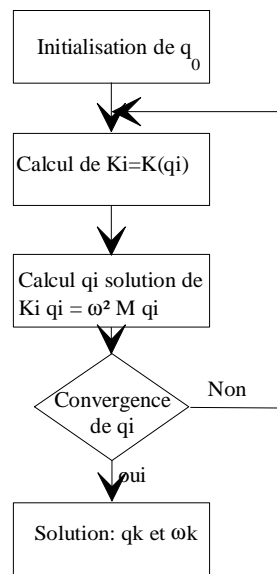 Initialisation de q_0
Calcul de Ki=K(qi)
Calcul qi solution de
Ki qi = ω² M qi
Convergence
de qi
Non
oui
Solution: qk et ωk